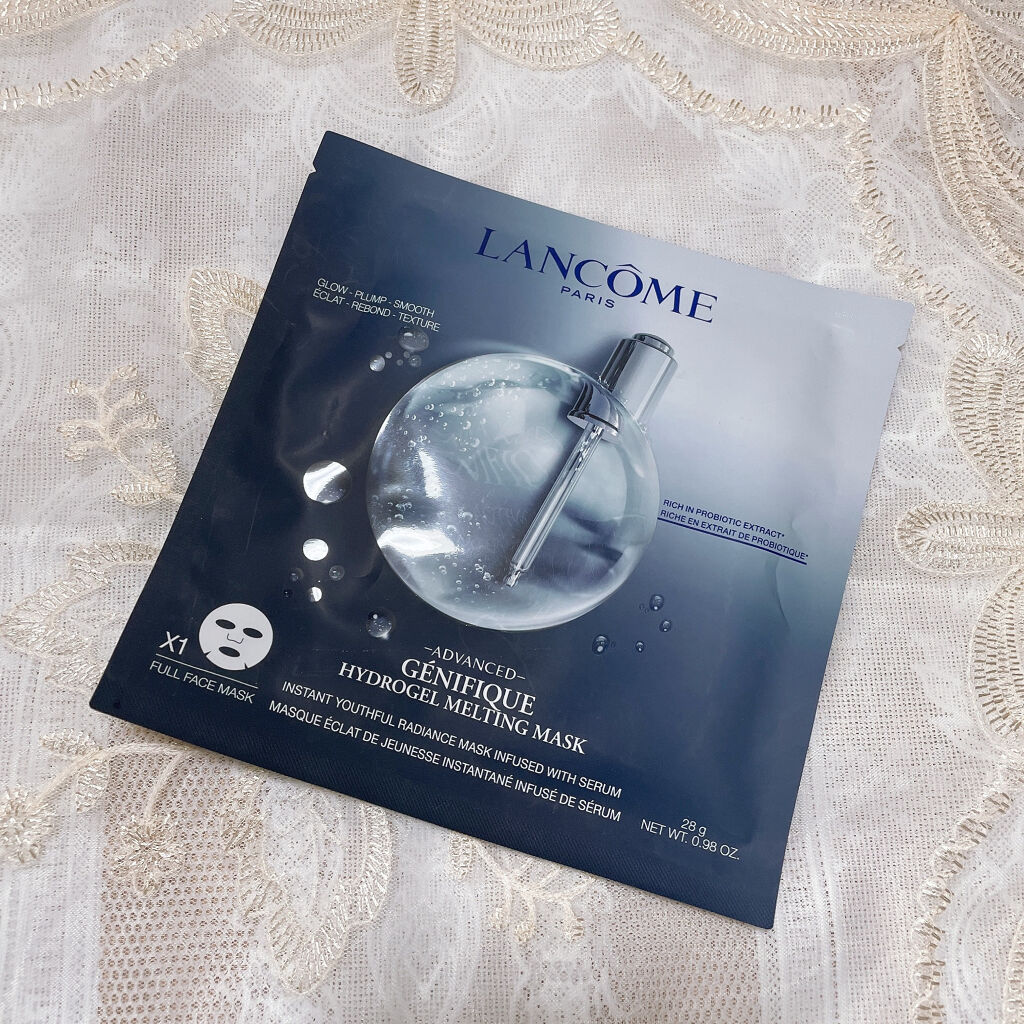 LANCÔME
PARIS
GLOW - PLUMP - SMOOTH
ÉCLAT - REBOND - TEXTURE
RICH IN PROBIOTIC EXTRACT*
RICHE EN EXTRAIT DE PROBIOTIQUE*
X1
FULL FACE MASK
-ADVANCED-
GÉNIFIQUE
HYDROGEL MELTING MASK
INSTANT YOUTHFUL RADIANCE MASK INFUSED WITH SERUM
MASQUE ÉCLAT DE JEUNESSE INSTANTANÉ INFUSÉ DE SÉRUM
28 g
NET WT. 0.98 OZ.